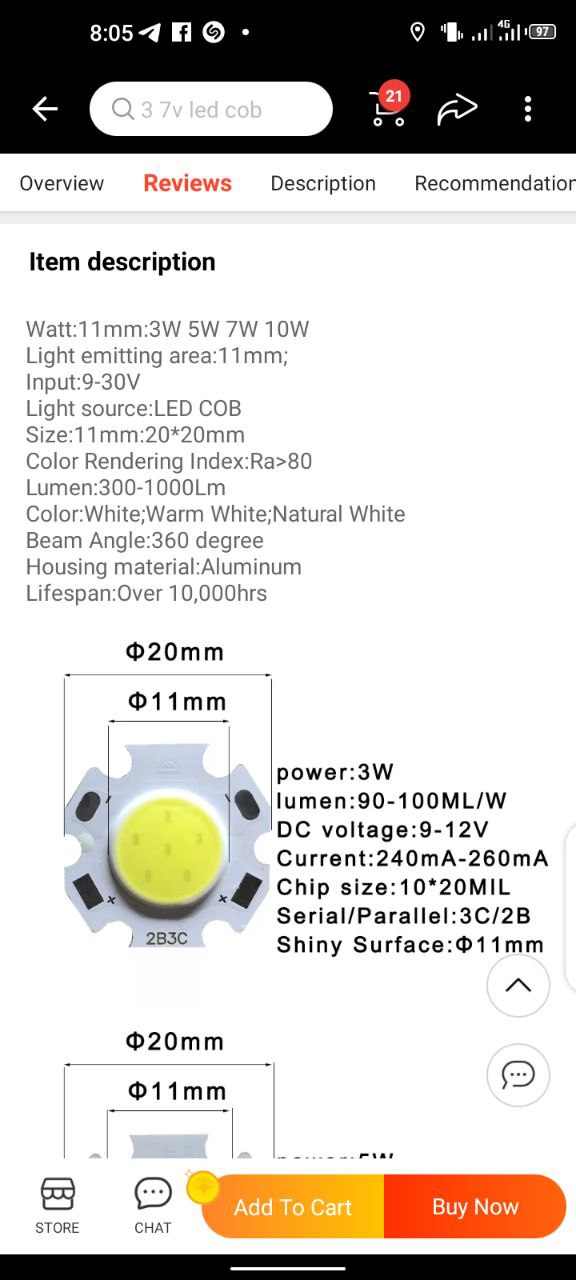 8:05
4G
97
3 7v led cob
21
Overview
Reviews
Description
Recommendation
Item description
Watt:11mm:3W 5W 7W 10W
Light emitting area:11mm;
Input:9-30V
Light source:LED COB
Size:11mm:20*20mm
Color Rendering Index:Ra>80
Lumen:300-1000Lm
Color:White;Warm White;Natural White
Beam Angle:360 degree
Housing material:Aluminum
Lifespan:Over 10,000hrs
Φ20mm
Φ11mm
power:3W
lumen:90-100ML/W
DC voltage:9-12V
Current:240mA-260mA
Chip size:10*20MIL
Serial/Parallel:3C/2B
Shiny Surface:Φ11mm
2B3C
Φ20mm
Φ11mm
power:5W
STORE
CHAT
Add To Cart
Buy Now